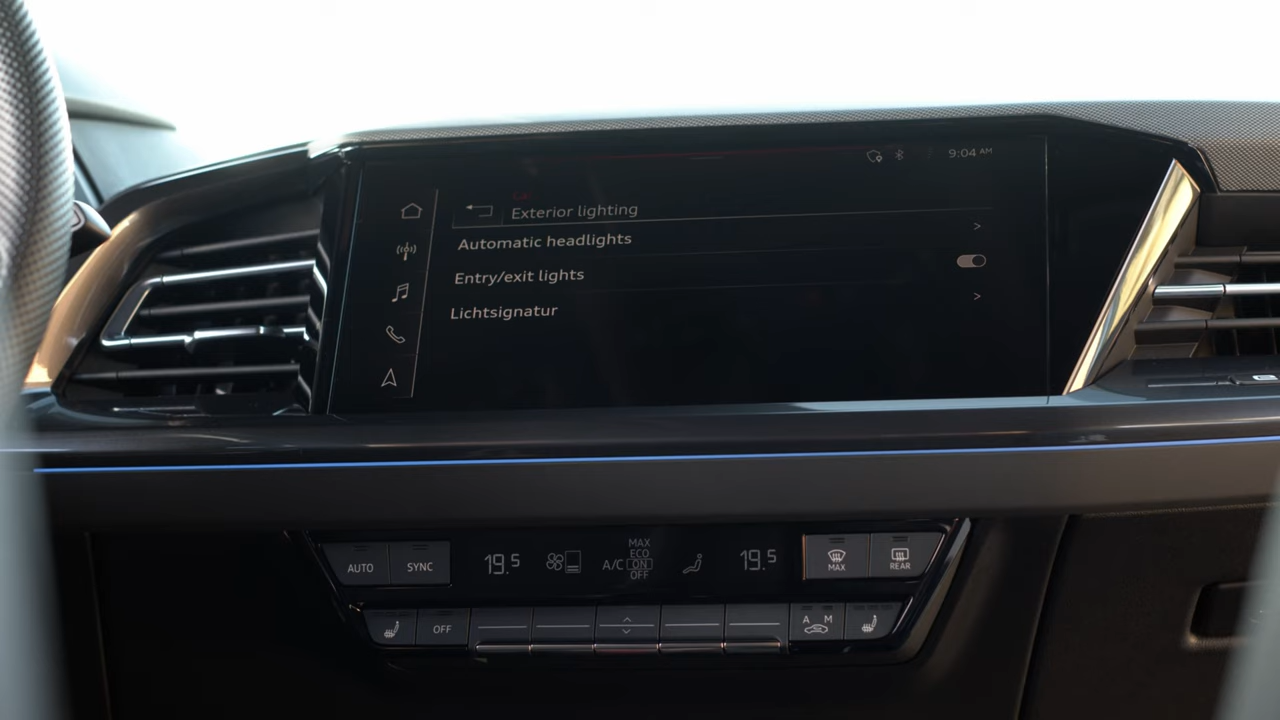 9:04 AM
Exterior lighting
Automatic headlights
Entry/exit lights
Lichtsignatur
AUTO SYNC 19.5 A/C MAX ECO ON OFF 19.5 MAX REAR
OFF A M